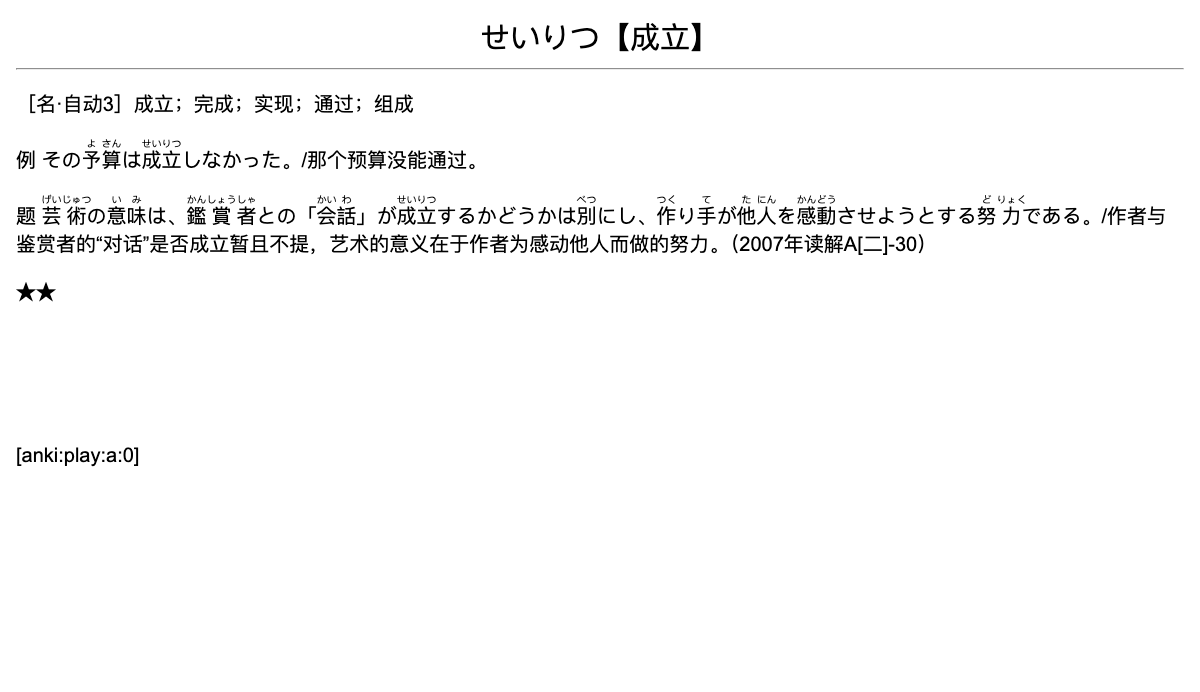 せいりつ【成立】
［名·自动3］成立；完成；实现；通过；组成
よ さん せいりつ
例 その予算は成立しなかった。/那个预算没能通过。
げいじゅつ い み かんしょうしゃ かい わ せいりつ べつ つく て た にん かんどう ど りょく
题 芸術の意味は、鑑賞者との「会話」が成立するかどうかは別にし、作り手が他人を感動させようとする努力である。/作者与
鉴赏者的“对话”是否成立暂且不提，艺术的意义在于作者为感动他人而做的努力。（2007年读解A[二]-30）
★★
[anki:play:a:0]